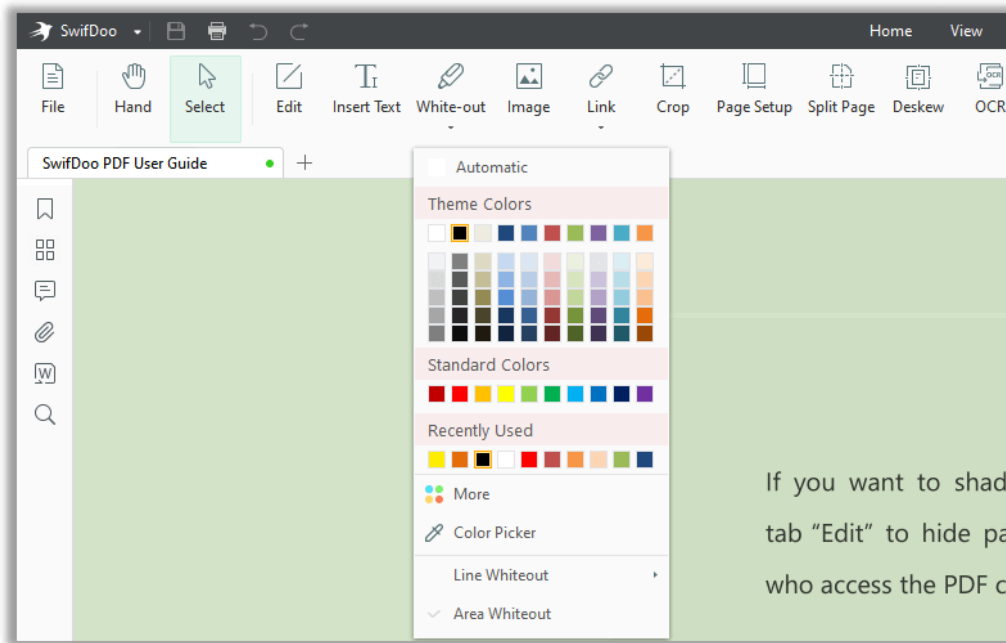 SwifDoo
Home View
File Hand Select Edit Insert Text White-out Image Link Crop Page Setup Split Page Deskew OCR
SwifDoo PDF User Guide
Automatic
Theme Colors
Standard Colors
Recently Used
More
Color Picker
Line Whiteout
Area Whiteout
If you want to shad
tab “Edit” to hide pa
who access the PDF c